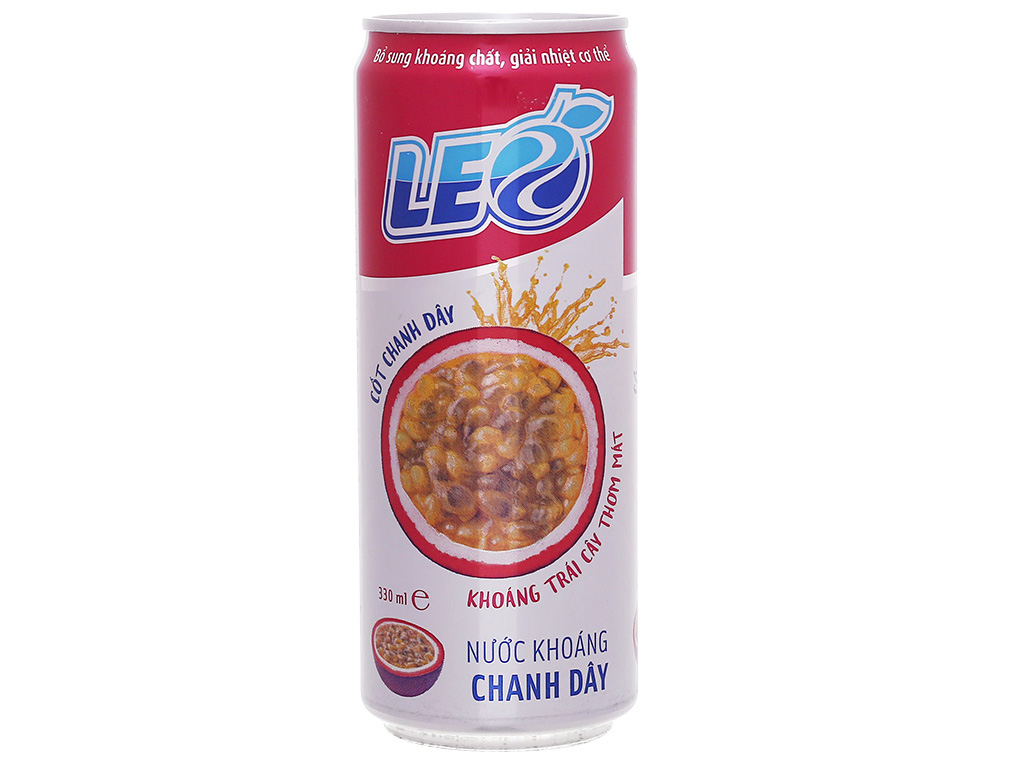 Bổ sung khoáng chất, giải nhiệt cơ thể
LEO
CỐT CHANH DÂY
KHOÁNG TRÁI CÂY THƠM MÁT
330 ml e
NƯỚC KHOÁNG
CHANH DÂY